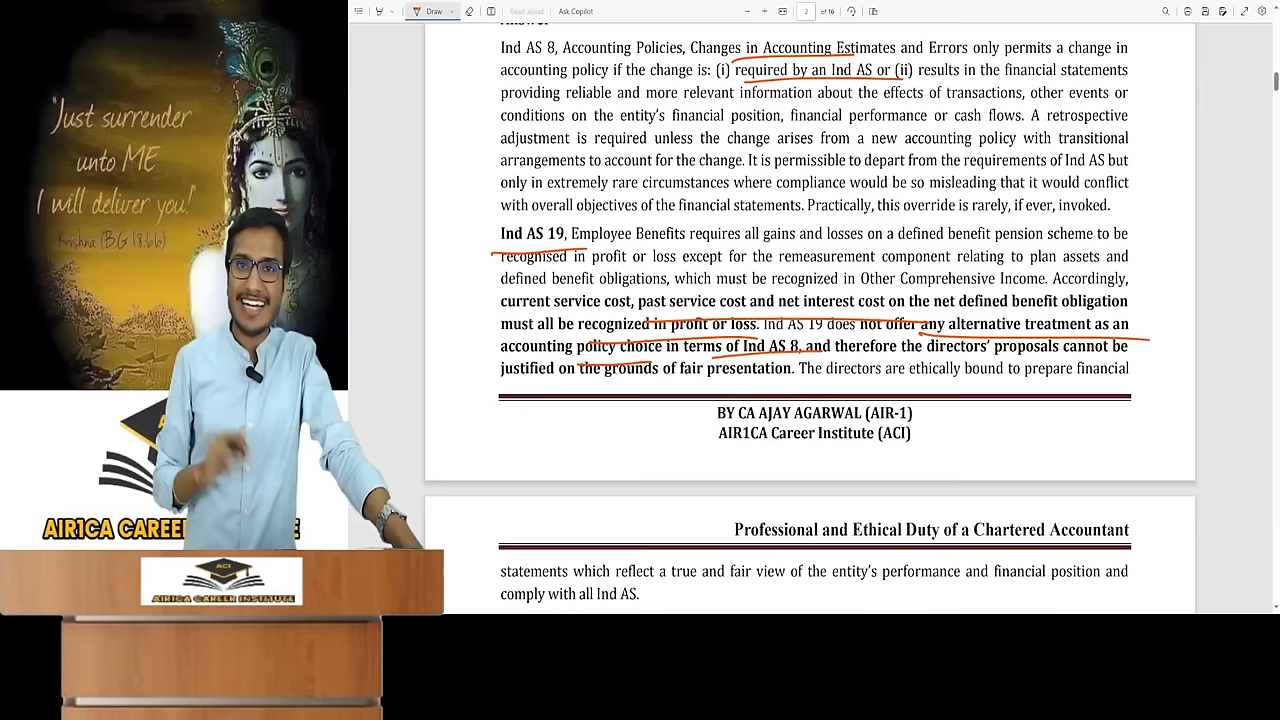 Draw
Read aloud
Ask Copilot
2
of 16
Answer
Ind AS 8, Accounting Policies, Changes in Accounting Estimates and Errors only permits a change in
accounting policy if the change is: (i) required by an Ind AS or (ii) results in the financial statements
providing reliable and more relevant information about the effects of transactions, other events or
conditions on the entity's financial position, financial performance or cash flows. A retrospective
adjustment is required unless the change arises from a new accounting policy with transitional
arrangements to account for the change. It is permissible to depart from the requirements of Ind AS but
only in extremely rare circumstances where compliance would be so misleading that it would conflict
with overall objectives of the financial statements. Practically, this override is rarely, if ever, invoked.
Ind AS 19, Employee Benefits requires all gains and losses on a defined benefit pension scheme to be
recognised in profit or loss except for the remeasurement component relating to plan assets and
defined benefit obligations, which must be recognized in Other Comprehensive Income. Accordingly,
current service cost, past service cost and net interest cost on the net defined benefit obligation
must all be recognized in profit or loss. Ind AS 19 does not offer any alternative treatment as an
accounting policy choice in terms of Ind AS 8, and therefore the directors' proposals cannot be
justified on the grounds of fair presentation. The directors are ethically bound to prepare financial
BY CA AJAY AGARWAL (AIR-1)
AIR1CA Career Institute (ACI)
Professional and Ethical Duty of a Chartered Accountant
statements which reflect a true and fair view of the entity's performance and financial position and
comply with all Ind AS.
"Just surrender
unto ME
I will deliver you!"
Krishna (B.G 18:66)
AIR1CA CAREER
ACI
AIR1CA CAREER INSTITUTE